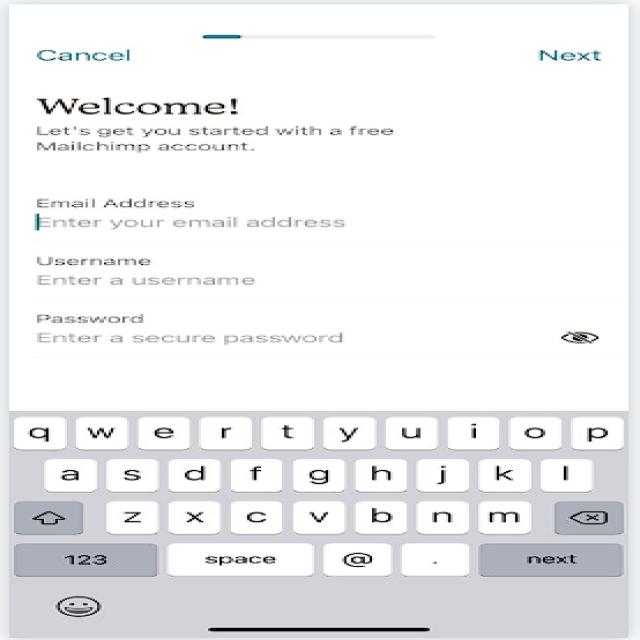 Cancel Next
Welcome!
Let's get you started with a free
Mailchimp account.
Email Address
Enter your email address
Username
Enter a username
Password
Enter a secure password
q w e r t y u i o p
a s d f g h j k l
z x c v b n m
123 space @ . next